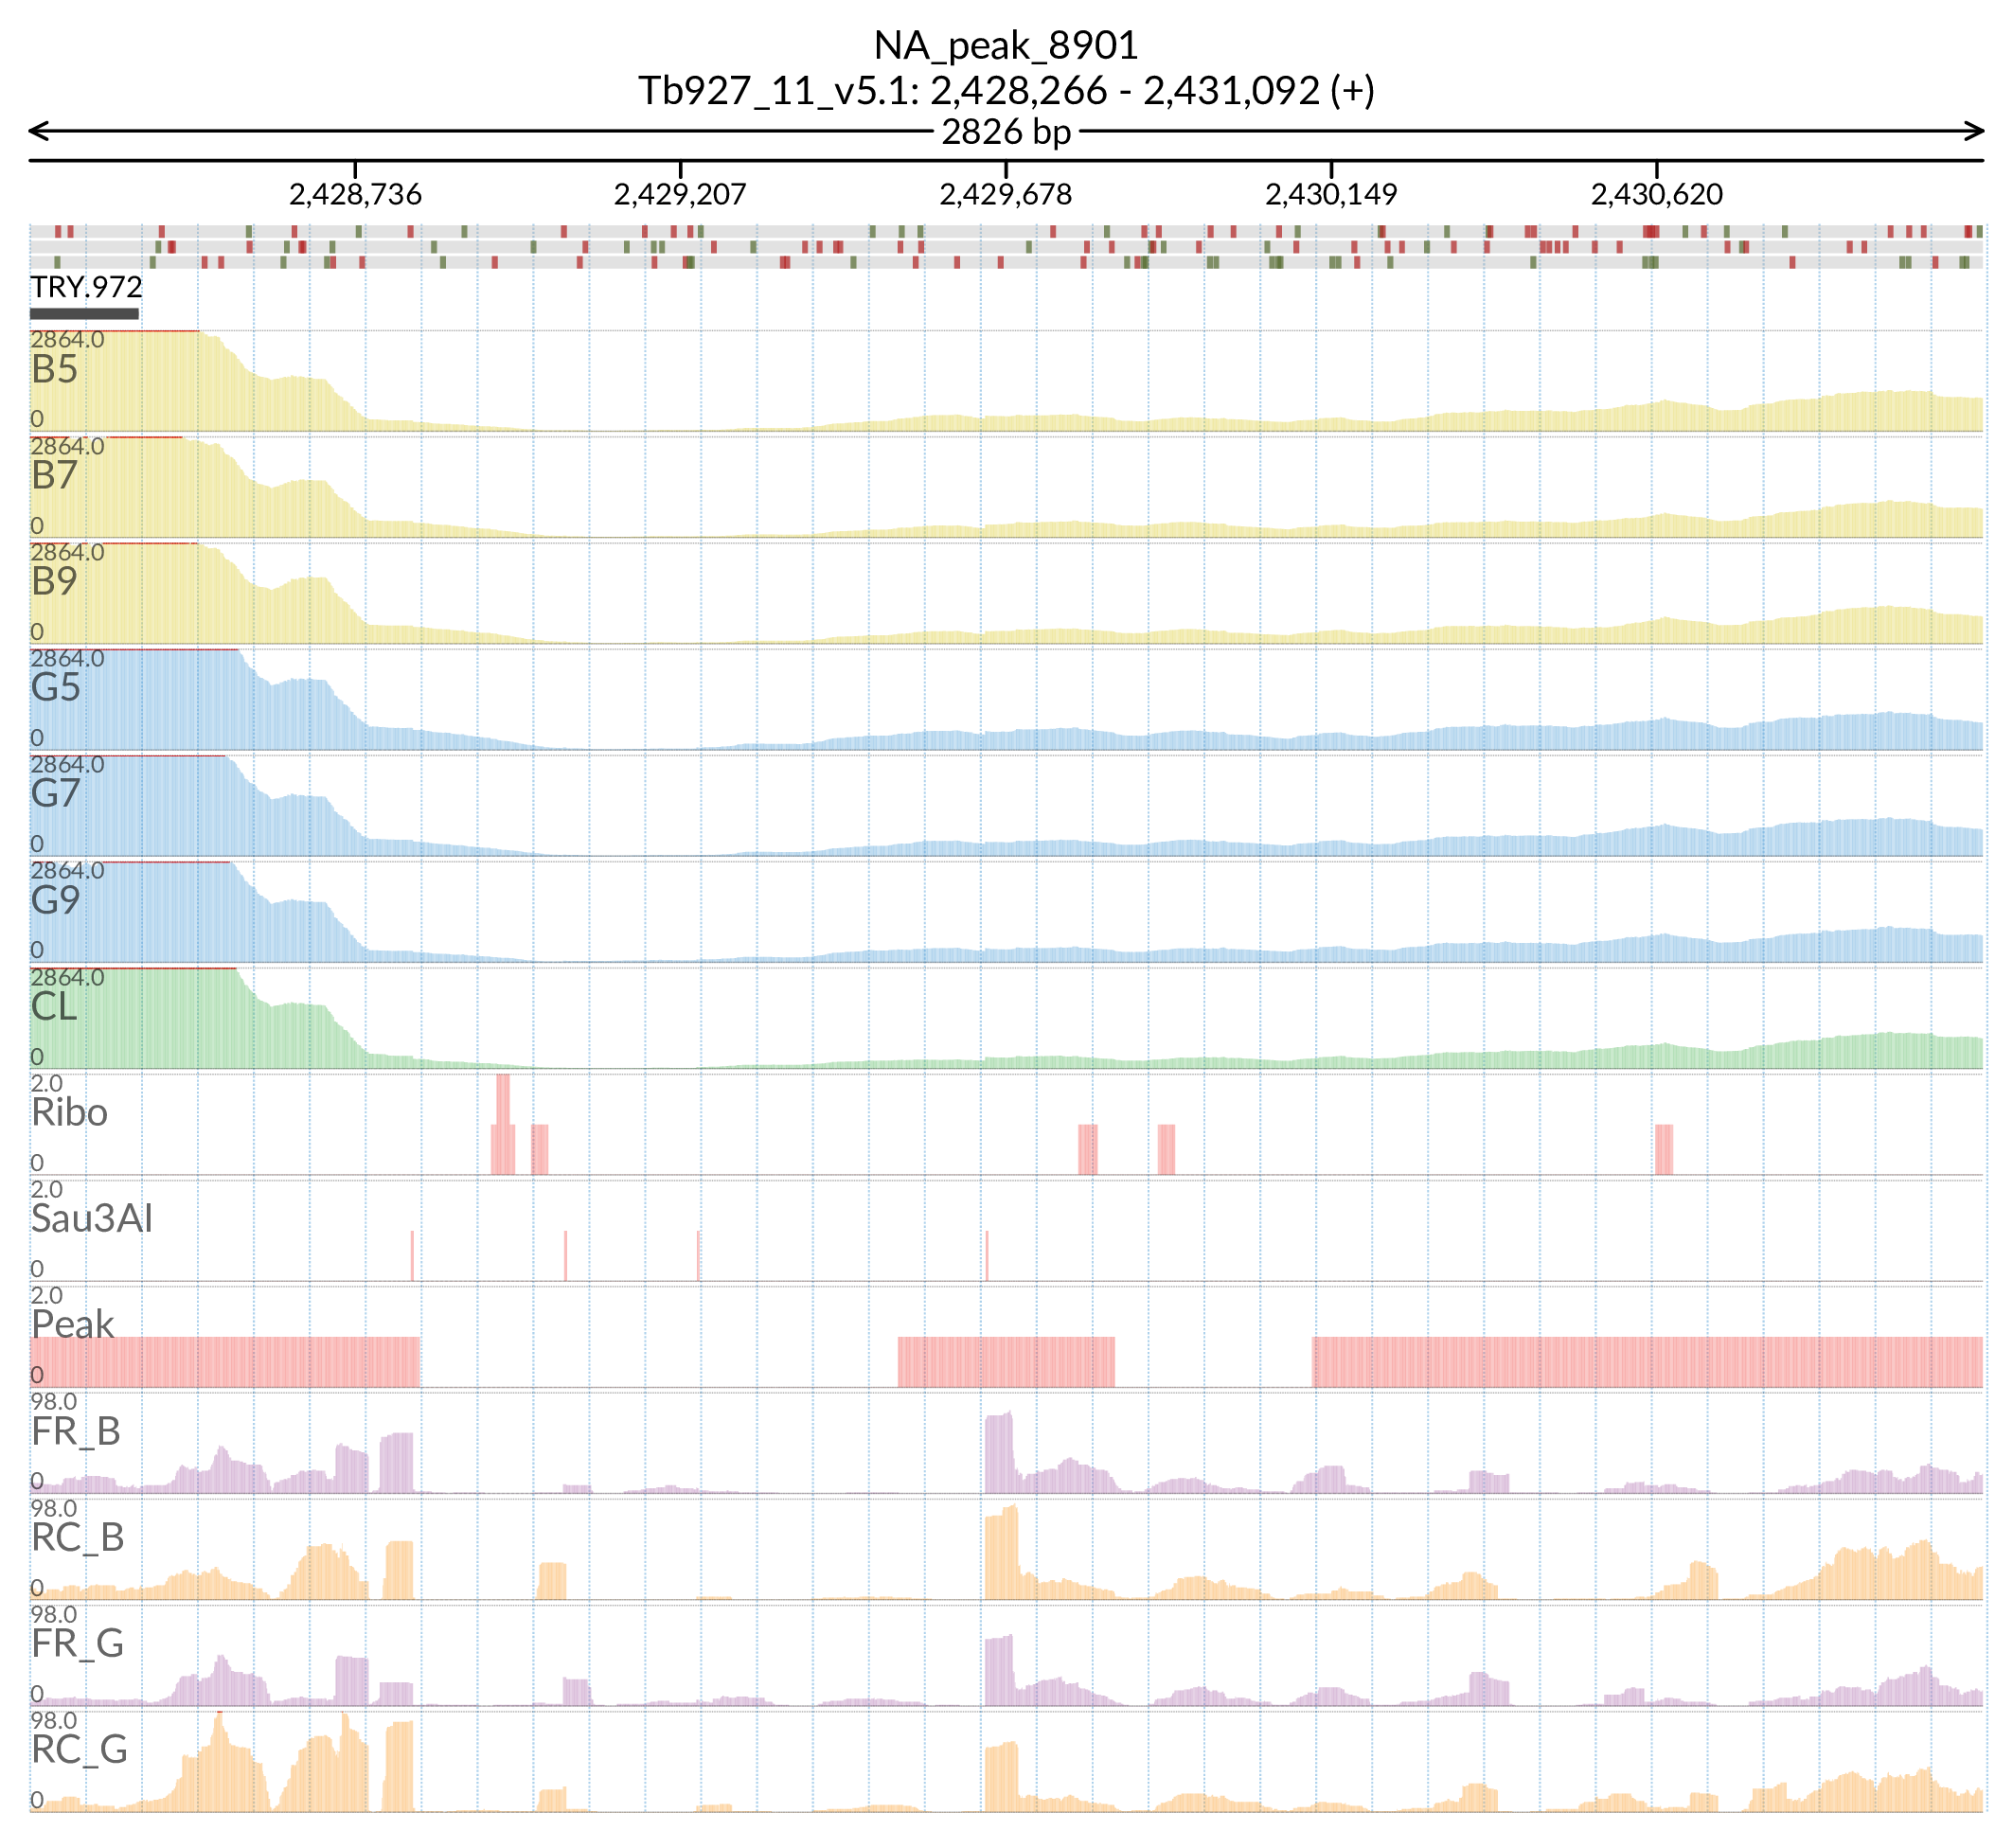 NA_peak_8901
Tb927_11_v5.1: 2,428,266 - 2,431,092 (+)
2826 bp
2,428,736 2,429,207 2,429,678 2,430,149 2,430,620
TRY.972
2864.0
B5
0
2864.0
B7
0
2864.0
B9
0
2864.0
G5
0
2864.0
G7
0
2864.0
G9
0
2864.0
CL
0
2.0
Ribo
0
2.0
Sau3AI
0
2.0
Peak
0
98.0
FR_B
0
98.0
RC_B
0
98.0
FR_G
0
98.0
RC_G
0